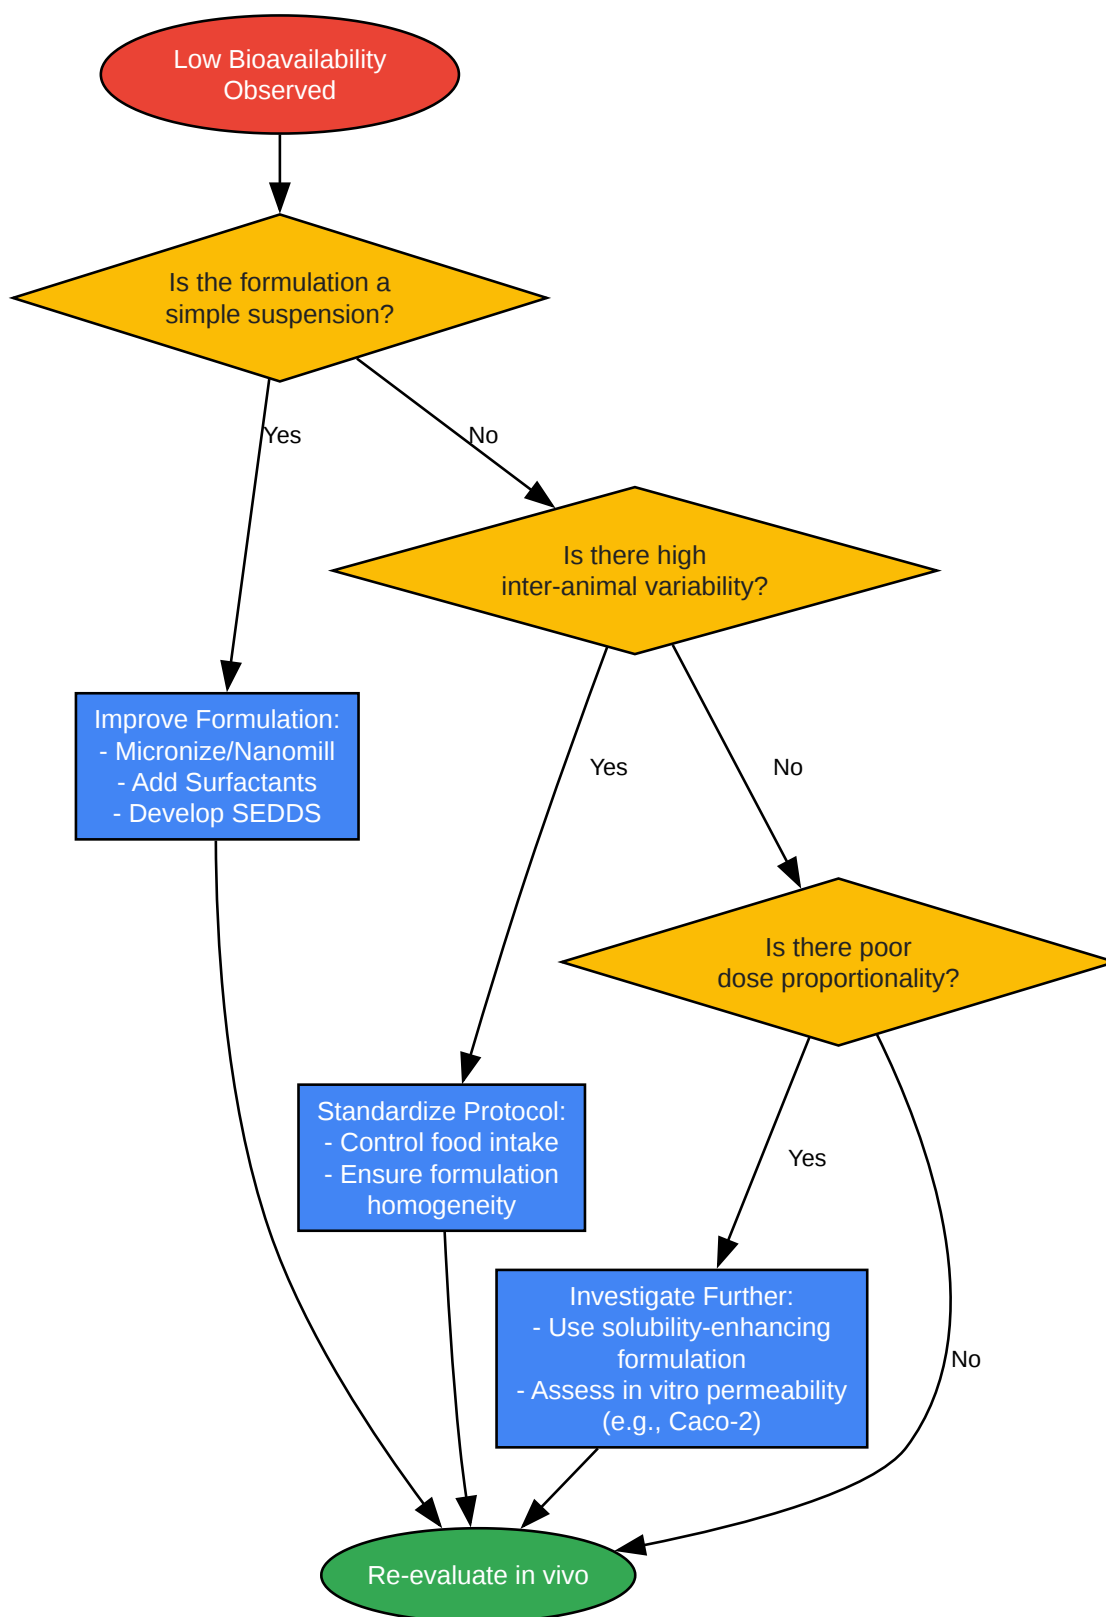 Low Bioavailability
Observed
Is the formulation a
simple suspension?
Yes
No
Is there high
inter-animal variability?
Improve Formulation:
- Micronize/Nanomill
- Add Surfactants
- Develop SEDDS
Yes
No
Is there poor
dose proportionality?
Standardize Protocol:
- Control food intake
- Ensure formulation
homogeneity
Yes
Investigate Further:
- Use solubility-enhancing
formulation
- Assess in vitro permeability
(e.g., Caco-2)
No
Re-evaluate in vivo